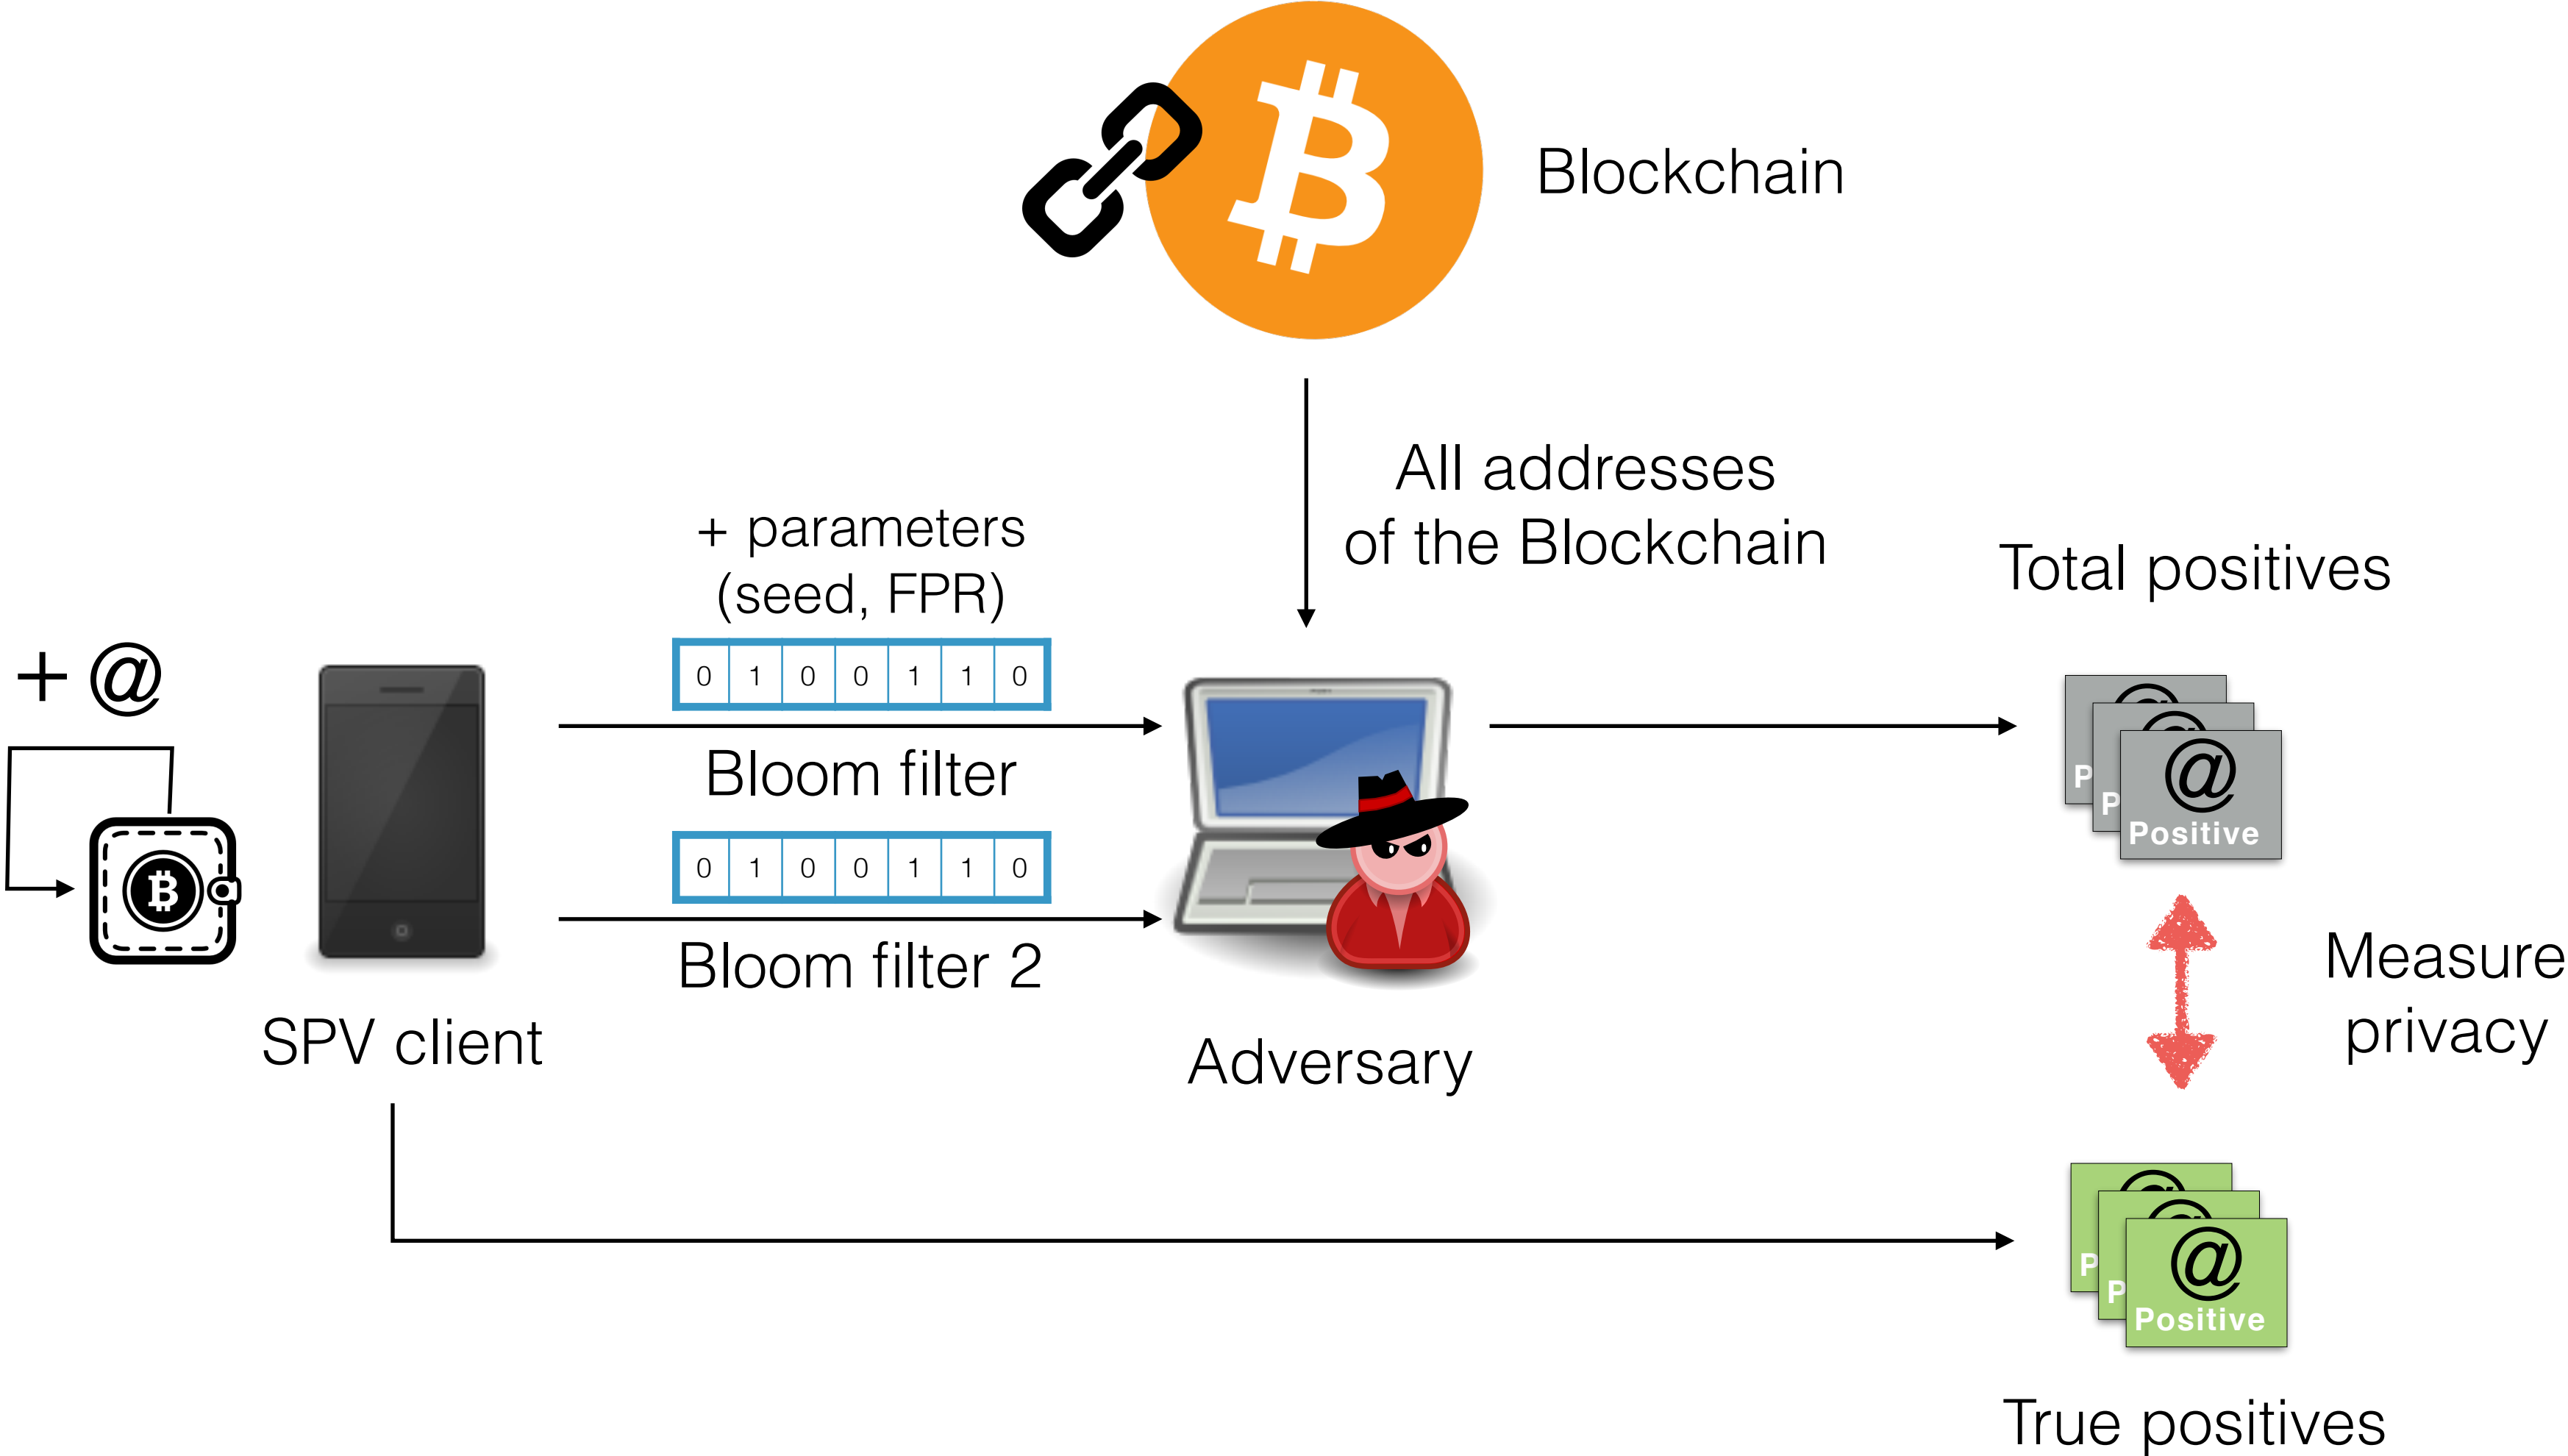 Blockchain
All addresses
of the Blockchain
+ parameters
(seed, FPR)
Total positives
+ @
0 1 0 0 1 1 0
Bloom filter
@
P
P
Positive
0 1 0 0 1 1 0
Bloom filter 2
Measure
privacy
SPV client
Adversary
@
P
P
Positive
True positives